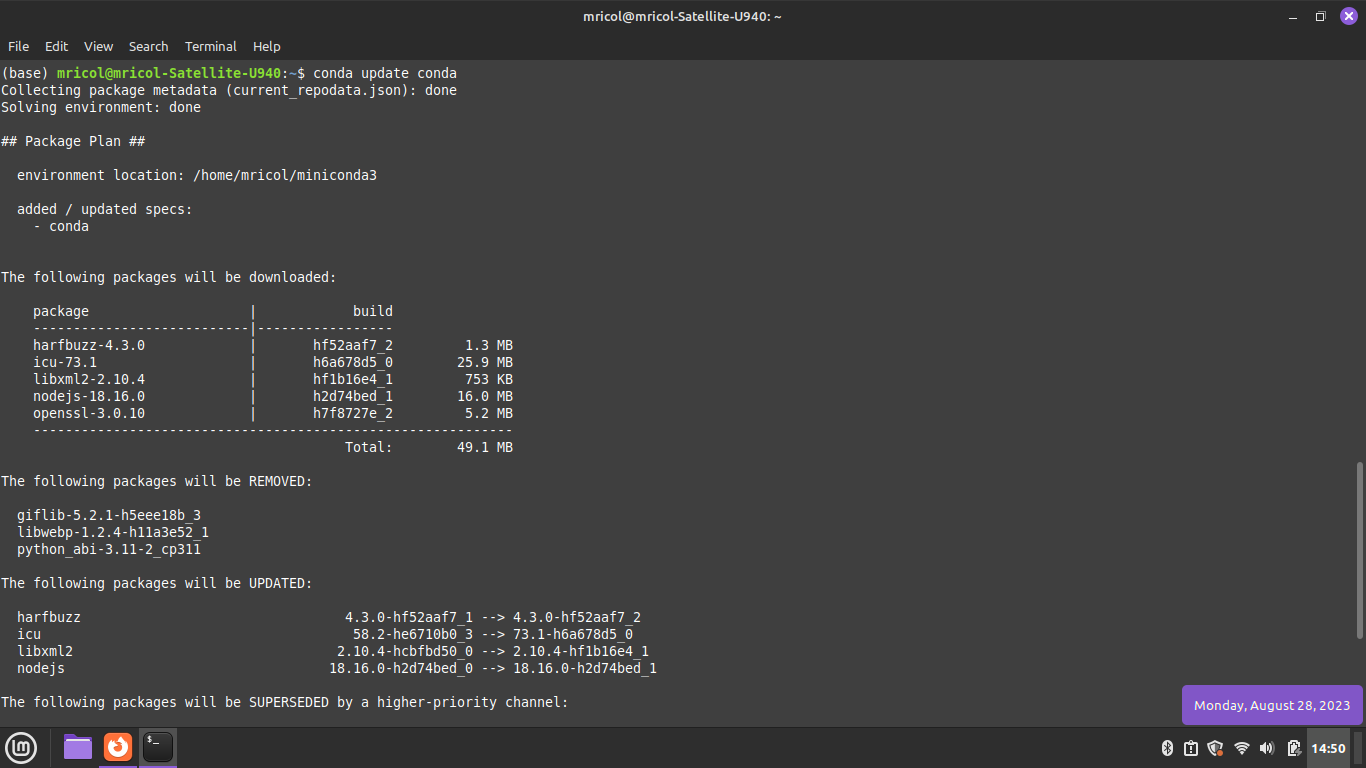 mricol@mricol-Satellite-U940: ~
File Edit View Search Terminal Help
(base) mricol@mricol-Satellite-U940:~$ conda update conda
Collecting package metadata (current_repodata.json): done
Solving environment: done
## Package Plan ##
environment location: /home/mricol/miniconda3
added / updated specs:
- conda
The following packages will be downloaded:
package | build
---------------------------|-----------------
harfbuzz-4.3.0 | hf52aaf7_2 1.3 MB
icu-73.1 | h6a678d5_0 25.9 MB
libxml2-2.10.4 | hf1b16e4_1 753 KB
nodejs-18.16.0 | h2d74bed_1 16.0 MB
openssl-3.0.10 | h7f8727e_2 5.2 MB
------------------------------------------------------------
Total: 49.1 MB
The following packages will be REMOVED:
giflib-5.2.1-h5eee18b_3
libwebp-1.2.4-h11a3e52_1
python_abi-3.11-2_cp311
The following packages will be UPDATED:
harfbuzz 4.3.0-hf52aaf7_1 --> 4.3.0-hf52aaf7_2
icu 58.2-he6710b0_3 --> 73.1-h6a678d5_0
libxml2 2.10.4-hcbfbd50_0 --> 2.10.4-hf1b16e4_1
nodejs 18.16.0-h2d74bed_0 --> 18.16.0-h2d74bed_1
The following packages will be SUPERSEDED by a higher-priority channel:
Monday, August 28, 2023
14:50